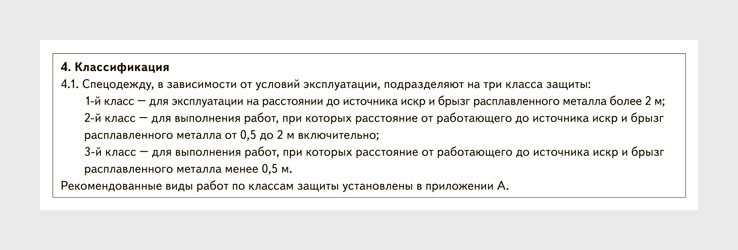 4. Классификация
4.1. Спецодежду, в зависимости от условий эксплуатации, подразделяют на три класса защиты:
1-й класс — для эксплуатации на расстоянии до источника искр и брызг расплавленного металла более 2 м;
2-й класс — для выполнения работ, при которых расстояние от работающего до источника искр и брызг
расплавленного металла от 0,5 до 2 м включительно;
3-й класс — для выполнения работ, при которых расстояние от работающего до источника искр и брызг
расплавленного металла менее 0,5 м.
Рекомендованные виды работ по классам защиты установлены в приложении А.